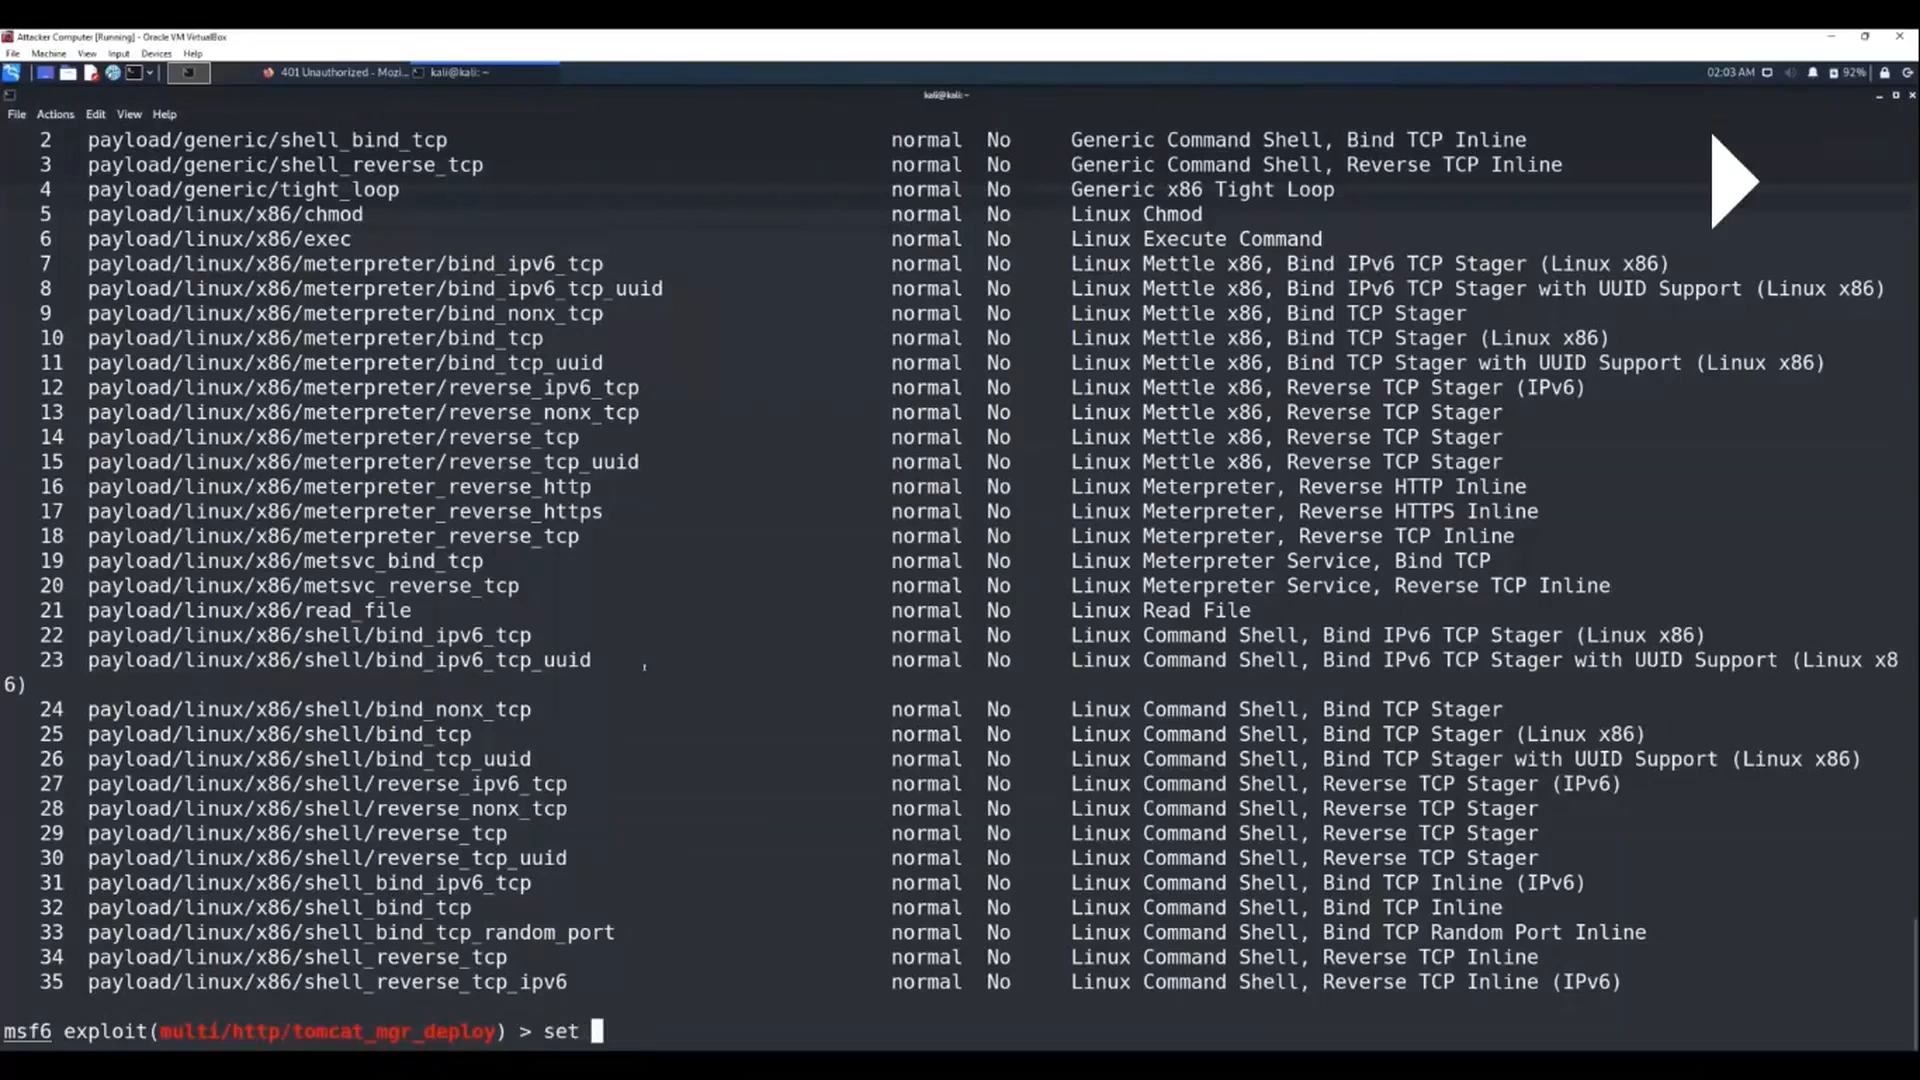 Attacker Computer [Running] - Oracle VM VirtualBox
File Machine View Input Devices Help
401 Unauthorized - Mozi... kali@kali: ~ 02:03 AM 92%
kali@kali: ~
File Actions Edit View Help
2 payload/generic/shell_bind_tcp normal No Generic Command Shell, Bind TCP Inline
3 payload/generic/shell_reverse_tcp normal No Generic Command Shell, Reverse TCP Inline
4 payload/generic/tight_loop normal No Generic x86 Tight Loop
5 payload/linux/x86/chmod normal No Linux Chmod
6 payload/linux/x86/exec normal No Linux Execute Command
7 payload/linux/x86/meterpreter/bind_ipv6_tcp normal No Linux Mettle x86, Bind IPv6 TCP Stager (Linux x86)
8 payload/linux/x86/meterpreter/bind_ipv6_tcp_uuid normal No Linux Mettle x86, Bind IPv6 TCP Stager with UUID Support (Linux x86)
9 payload/linux/x86/meterpreter/bind_nonx_tcp normal No Linux Mettle x86, Bind TCP Stager
10 payload/linux/x86/meterpreter/bind_tcp normal No Linux Mettle x86, Bind TCP Stager (Linux x86)
11 payload/linux/x86/meterpreter/bind_tcp_uuid normal No Linux Mettle x86, Bind TCP Stager with UUID Support (Linux x86)
12 payload/linux/x86/meterpreter/reverse_ipv6_tcp normal No Linux Mettle x86, Reverse TCP Stager (IPv6)
13 payload/linux/x86/meterpreter/reverse_nonx_tcp normal No Linux Mettle x86, Reverse TCP Stager
14 payload/linux/x86/meterpreter/reverse_tcp normal No Linux Mettle x86, Reverse TCP Stager
15 payload/linux/x86/meterpreter/reverse_tcp_uuid normal No Linux Mettle x86, Reverse TCP Stager
16 payload/linux/x86/meterpreter_reverse_http normal No Linux Meterpreter, Reverse HTTP Inline
17 payload/linux/x86/meterpreter_reverse_https normal No Linux Meterpreter, Reverse HTTPS Inline
18 payload/linux/x86/meterpreter_reverse_tcp normal No Linux Meterpreter, Reverse TCP Inline
19 payload/linux/x86/metsvc_bind_tcp normal No Linux Meterpreter Service, Bind TCP
20 payload/linux/x86/metsvc_reverse_tcp normal No Linux Meterpreter Service, Reverse TCP Inline
21 payload/linux/x86/read_file normal No Linux Read File
22 payload/linux/x86/shell/bind_ipv6_tcp normal No Linux Command Shell, Bind IPv6 TCP Stager (Linux x86)
23 payload/linux/x86/shell/bind_ipv6_tcp_uuid normal No Linux Command Shell, Bind IPv6 TCP Stager with UUID Support (Linux x8
6)
24 payload/linux/x86/shell/bind_nonx_tcp normal No Linux Command Shell, Bind TCP Stager
25 payload/linux/x86/shell/bind_tcp normal No Linux Command Shell, Bind TCP Stager (Linux x86)
26 payload/linux/x86/shell/bind_tcp_uuid normal No Linux Command Shell, Bind TCP Stager with UUID Support (Linux x86)
27 payload/linux/x86/shell/reverse_ipv6_tcp normal No Linux Command Shell, Reverse TCP Stager (IPv6)
28 payload/linux/x86/shell/reverse_nonx_tcp normal No Linux Command Shell, Reverse TCP Stager
29 payload/linux/x86/shell/reverse_tcp normal No Linux Command Shell, Reverse TCP Stager
30 payload/linux/x86/shell/reverse_tcp_uuid normal No Linux Command Shell, Reverse TCP Stager
31 payload/linux/x86/shell_bind_ipv6_tcp normal No Linux Command Shell, Bind TCP Inline (IPv6)
32 payload/linux/x86/shell_bind_tcp normal No Linux Command Shell, Bind TCP Inline
33 payload/linux/x86/shell_bind_tcp_random_port normal No Linux Command Shell, Bind TCP Random Port Inline
34 payload/linux/x86/shell_reverse_tcp normal No Linux Command Shell, Reverse TCP Inline
35 payload/linux/x86/shell_reverse_tcp_ipv6 normal No Linux Command Shell, Reverse TCP Inline (IPv6)
msf6 exploit(multi/http/tomcat_mgr_deploy) > set